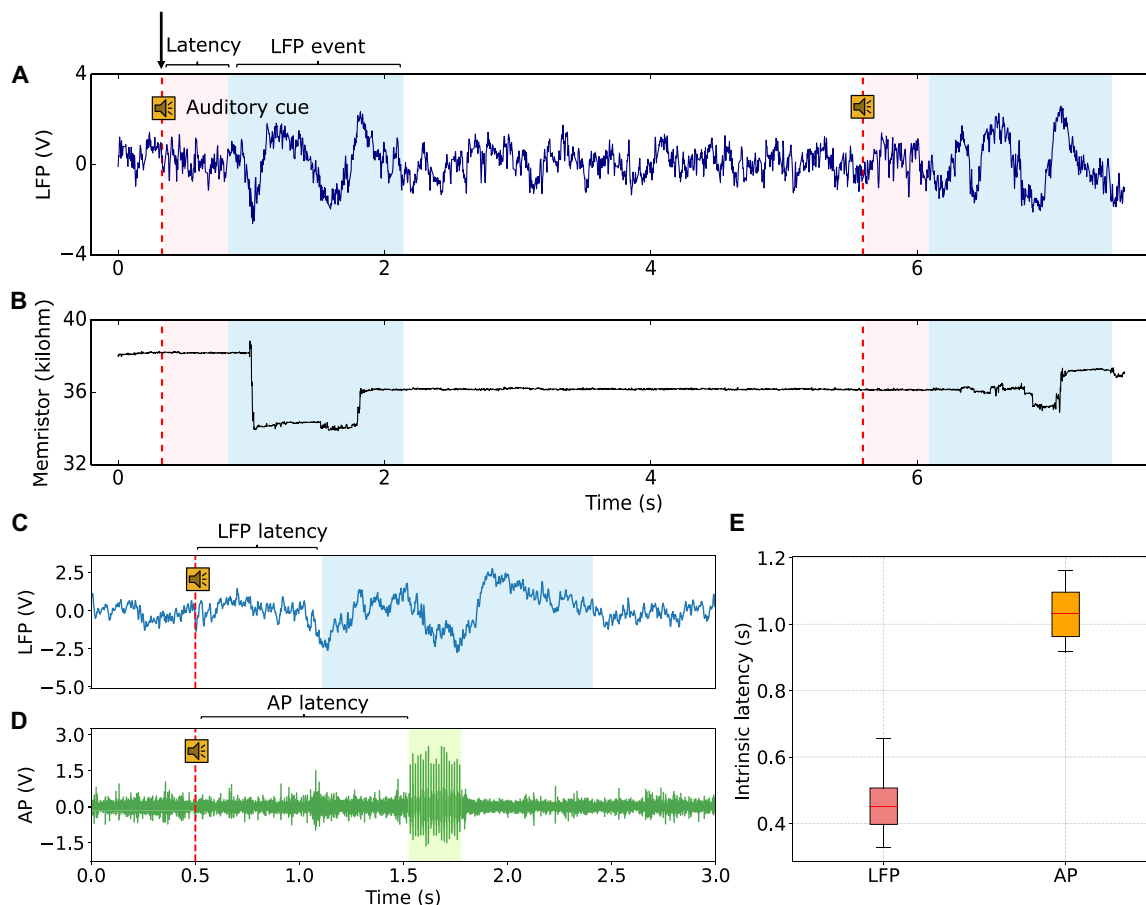 Latency
LFP event
A
4
0
−4
LFP (V)
Auditory cue
0
2
4
6
B
40
36
32
Memristor (kilohm)
0
2
4
6
Time (s)
C
LFP latency
2.5
0.0
−2.5
−5.0
LFP (V)
D
AP latency
3.0
1.5
0.0
−1.5
AP (V)
0.0
0.5
1.0
1.5
2.0
2.5
3.0
Time (s)
E
1.2
1.0
0.8
0.6
0.4
Intrinsic latency (s)
LFP
AP